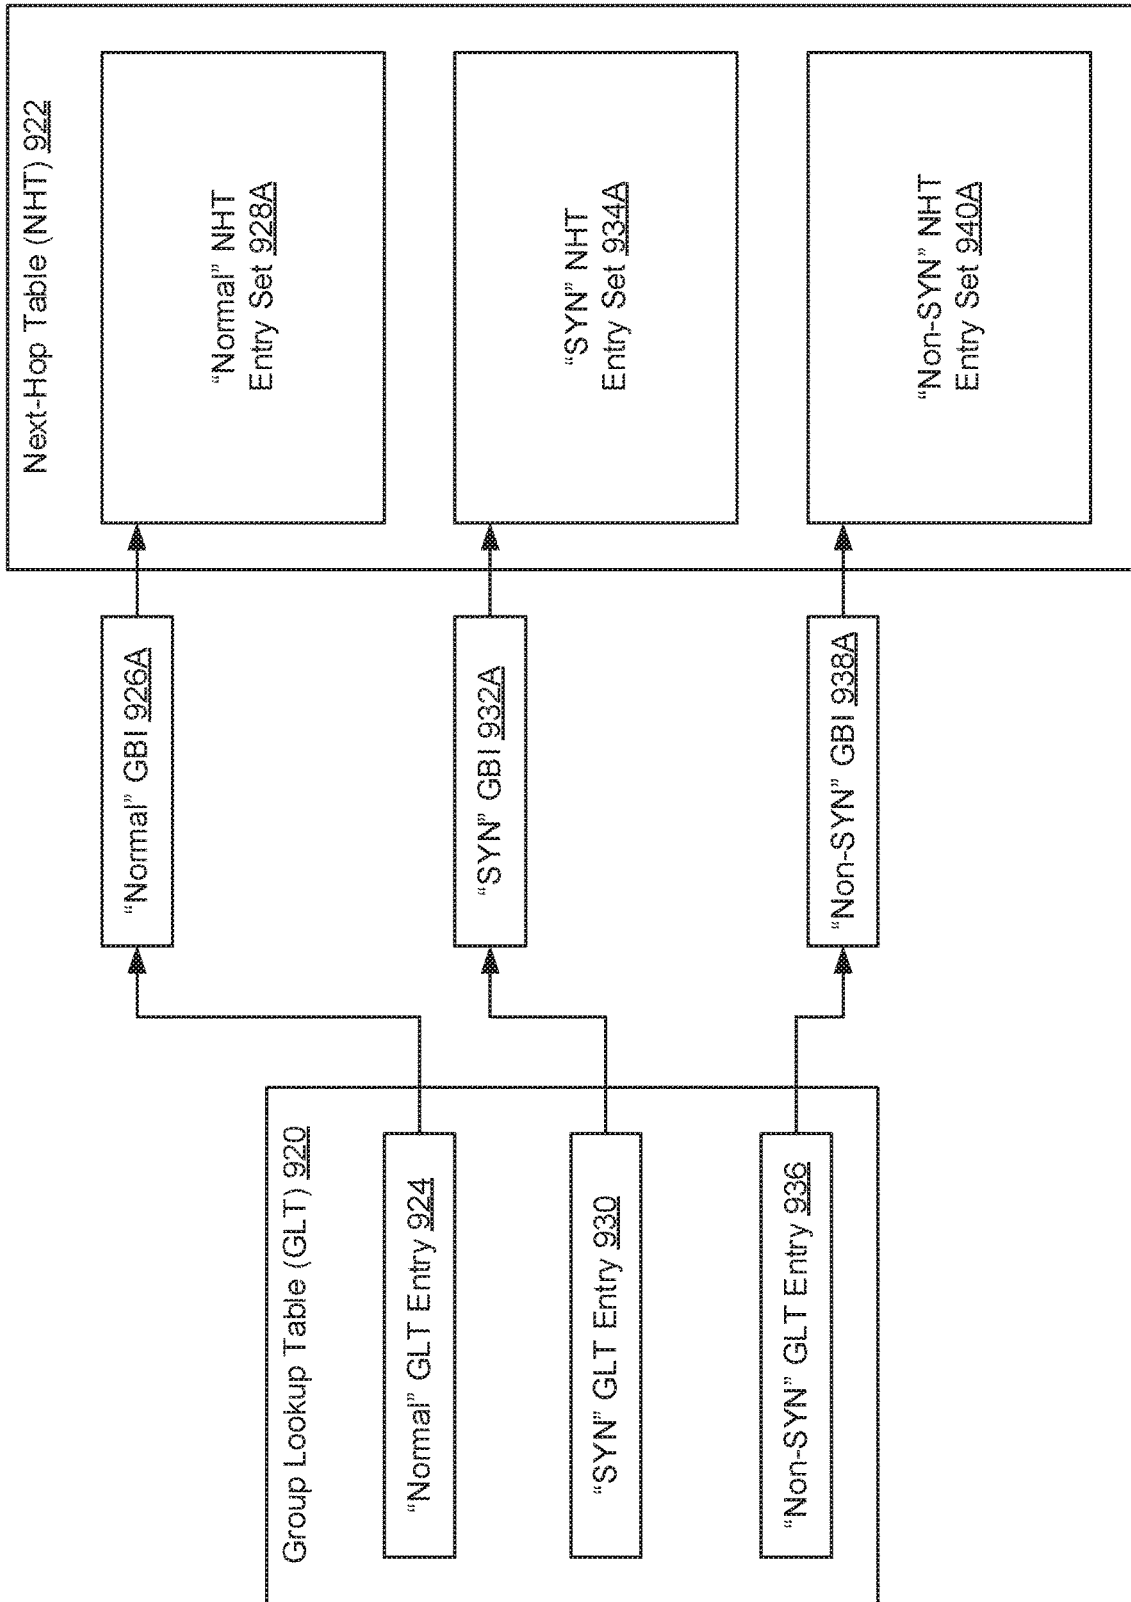 Group Lookup Table (GLT) 920
“Normal” GLT Entry 924
“SYN” GLT Entry 930
“Non-SYN” GLT Entry 936
“Normal” GBI 926A
“SYN” GBI 932A
“Non-SYN” GBI 938A
Next-Hop Table (NHT) 922
“Normal” NHT
Entry Set 928A
“SYN” NHT
Entry Set 934A
“Non-SYN” NHT
Entry Set 940A